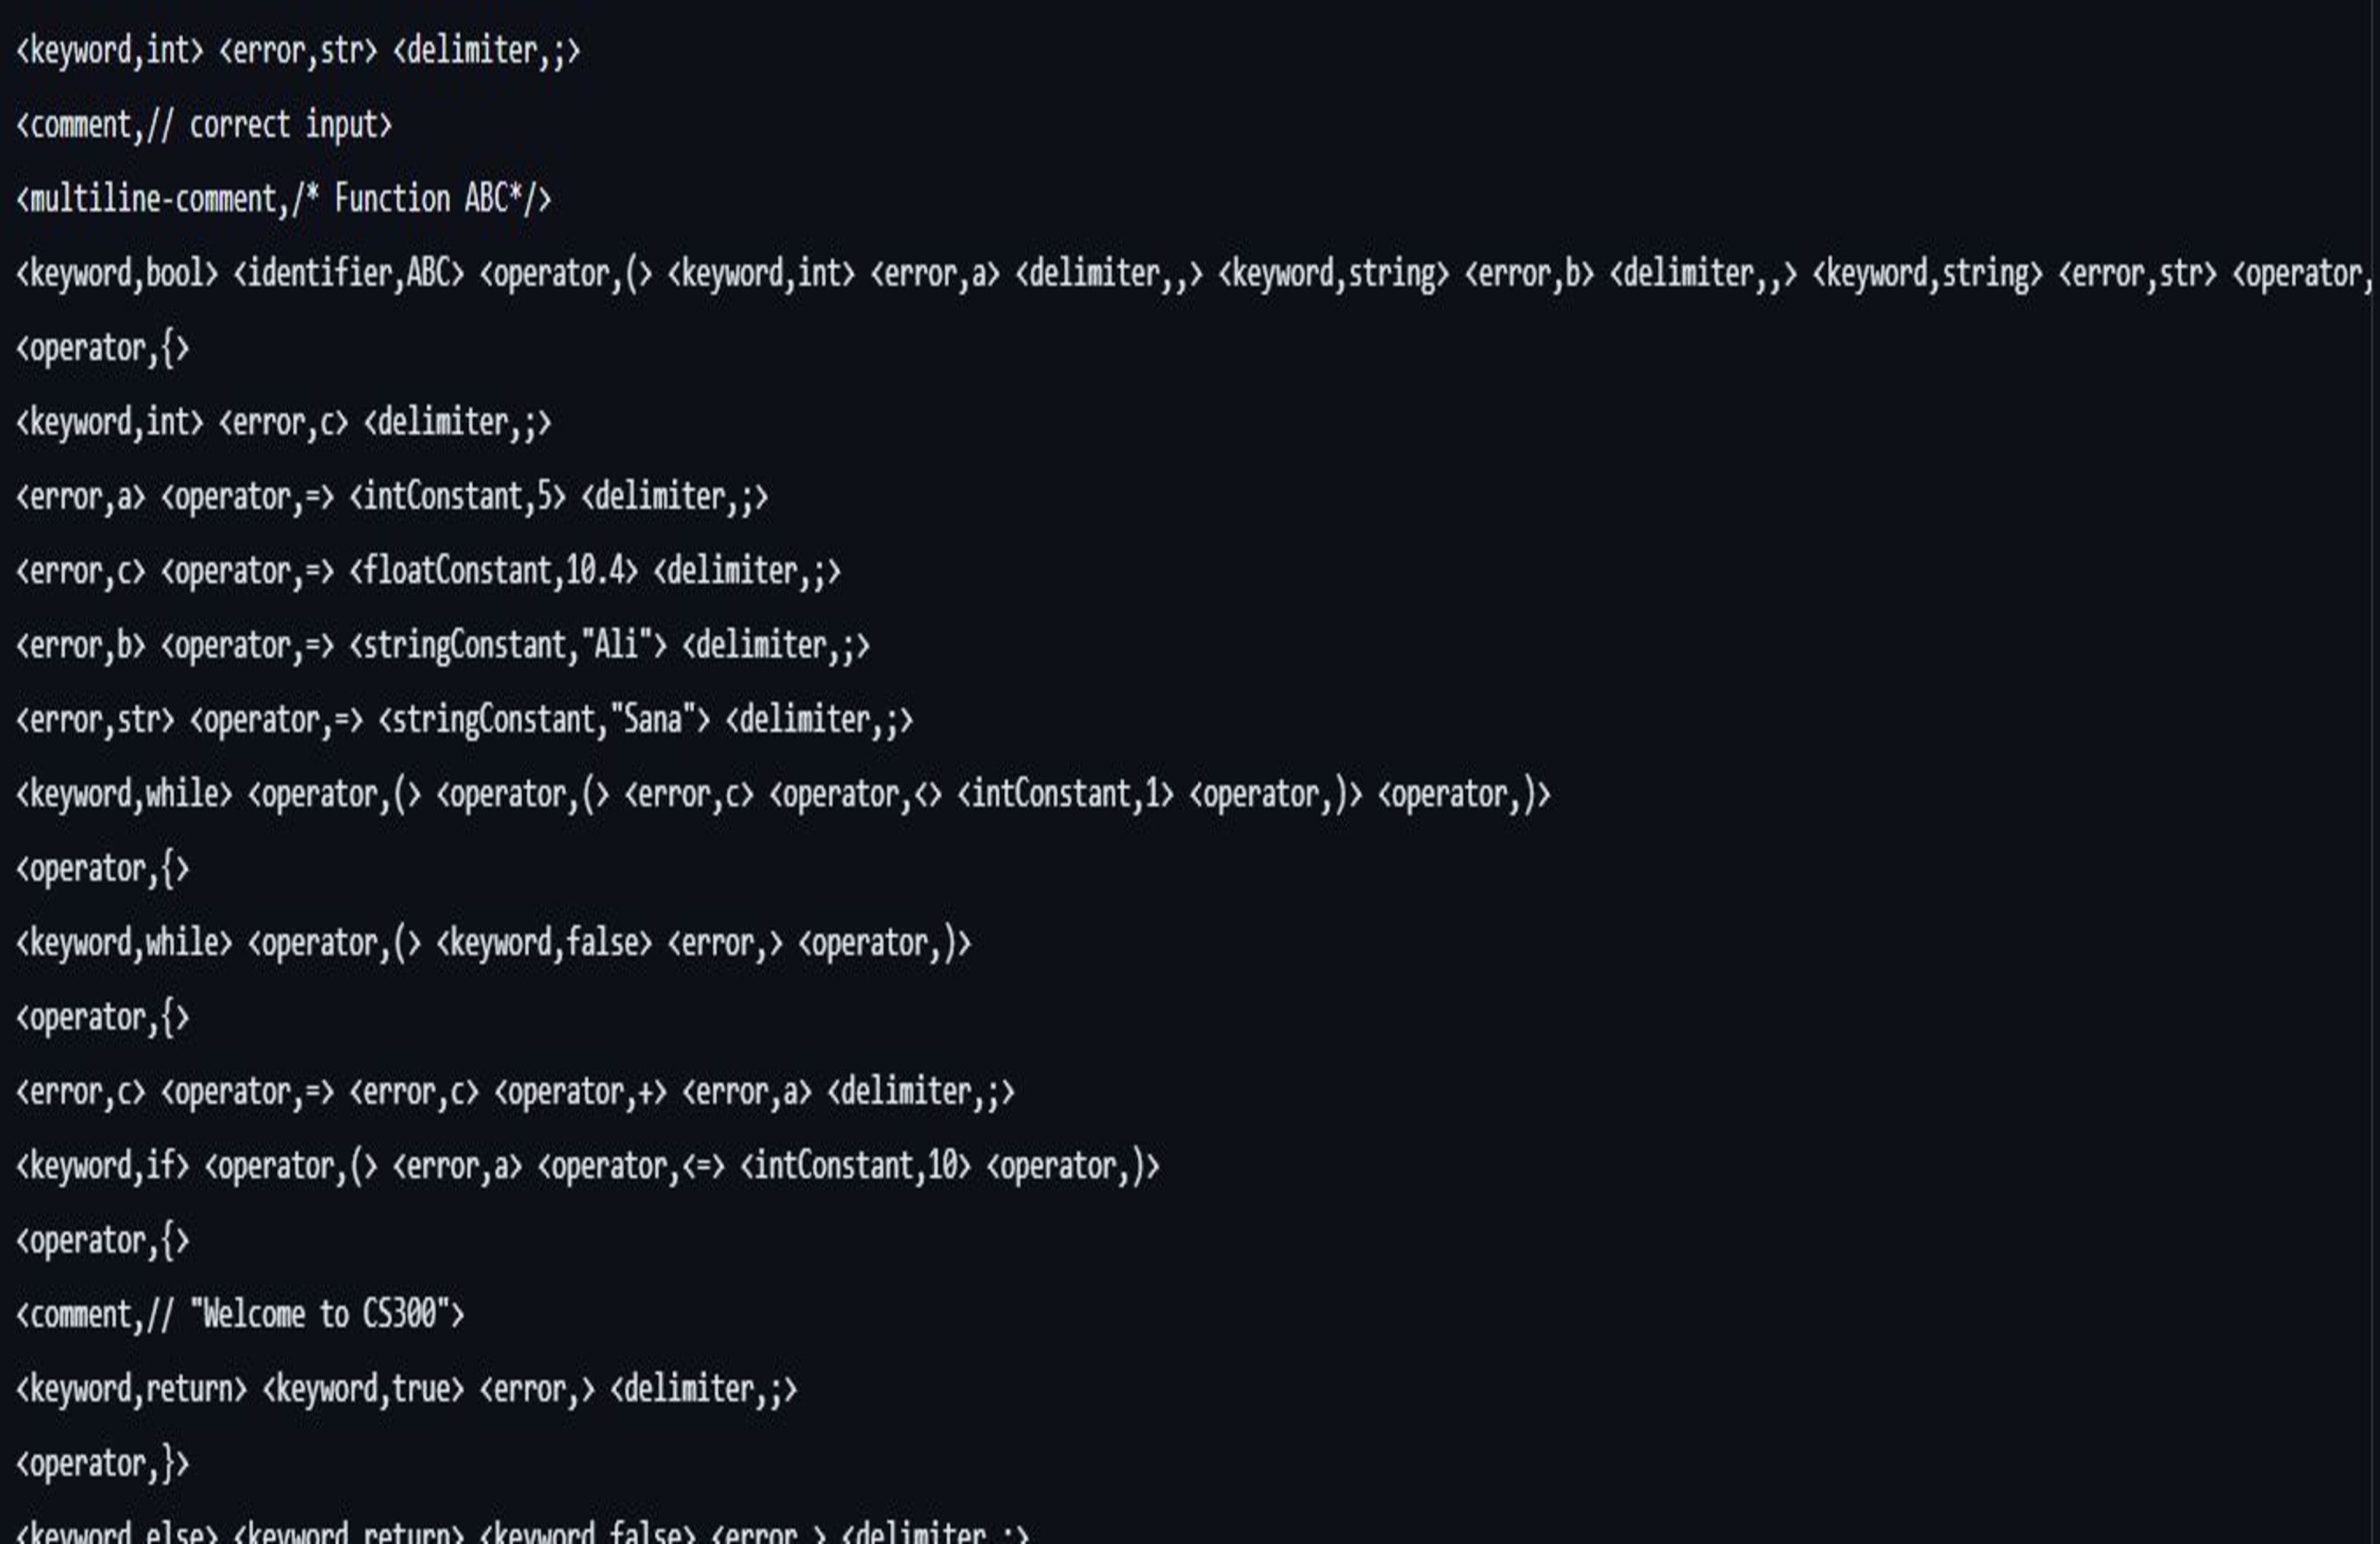 <keyword,int> <error,str> <delimiter,;>
<comment,// correct input>
<multiline-comment,/* Function ABC*/>
<keyword,bool> <identifier,ABC> <operator,(> <keyword,int> <error,a> <delimiter,,> <keyword,string> <error,b> <delimiter,,> <keyword,string> <error,str> <operator,
<operator,{>
<keyword,int> <error,c> <delimiter,;>
<error,a> <operator,=> <intConstant,5> <delimiter,;>
<error,c> <operator,=> <floatConstant,10.4> <delimiter,;>
<error,b> <operator,=> <stringConstant,"Ali"> <delimiter,;>
<error,str> <operator,=> <stringConstant,"Sana"> <delimiter,;>
<keyword,while> <operator,(> <operator,(> <error,c> <operator,<> <intConstant,1> <operator,)> <operator,)>
<operator,{>
<keyword,while> <operator,(> <keyword,false> <error,> <operator,)>
<operator,{>
<error,c> <operator,=> <error,c> <operator,+> <error,a> <delimiter,;>
<keyword,if> <operator,(> <error,a> <operator,<=> <intConstant,10> <operator,)>
<operator,{>
<comment,// "Welcome to CS300">
<keyword,return> <keyword,true> <error,> <delimiter,;>
<operator,}>
<keyword,else> <keyword,return> <keyword,false> <error,> <delimiter,;>